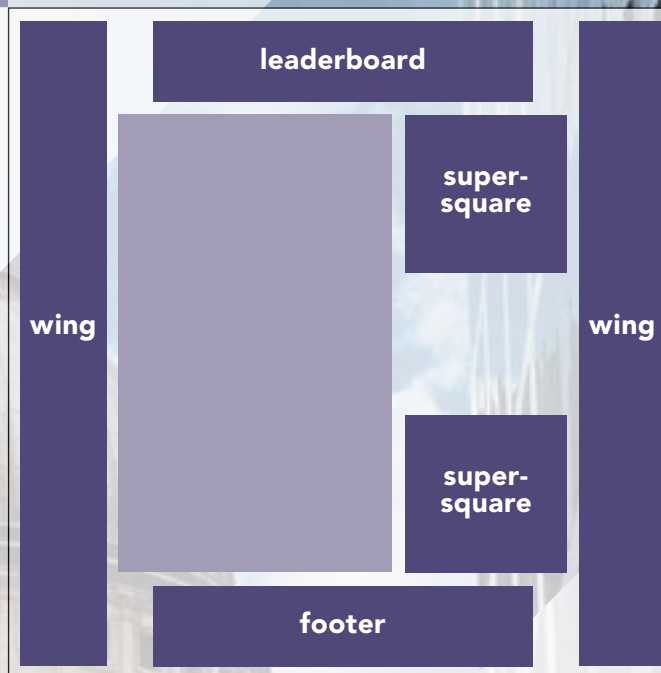 leaderboard
super-
square
wing
wing
super-
square
footer